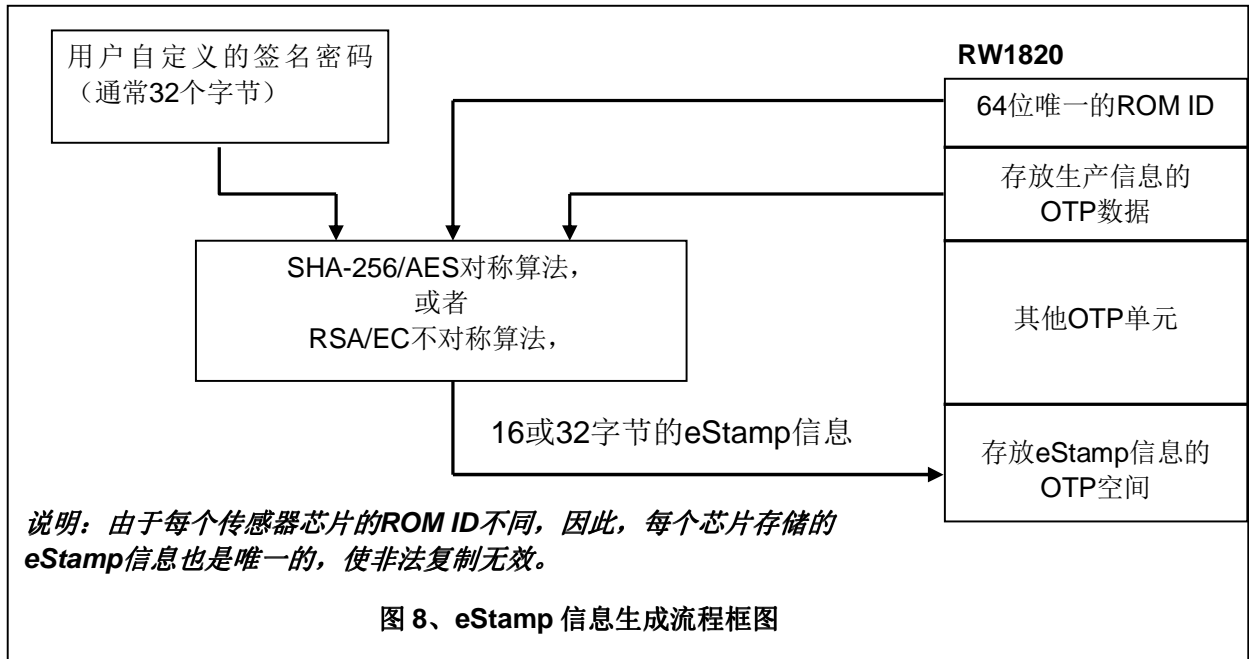 用户自定义的签名密码
（通常32个字节）
RW1820
64位唯一的ROM ID
存放生产信息的
OTP数据
SHA-256/AES对称算法，
或者
RSA/EC不对称算法，
其他OTP单元
16或32字节的eStamp信息
存放eStamp信息的
OTP空间
说明：由于每个传感器芯片的ROM ID不同，因此，每个芯片存储的
eStamp信息也是唯一的，使非法复制无效。
图 8、eStamp 信息生成流程框图